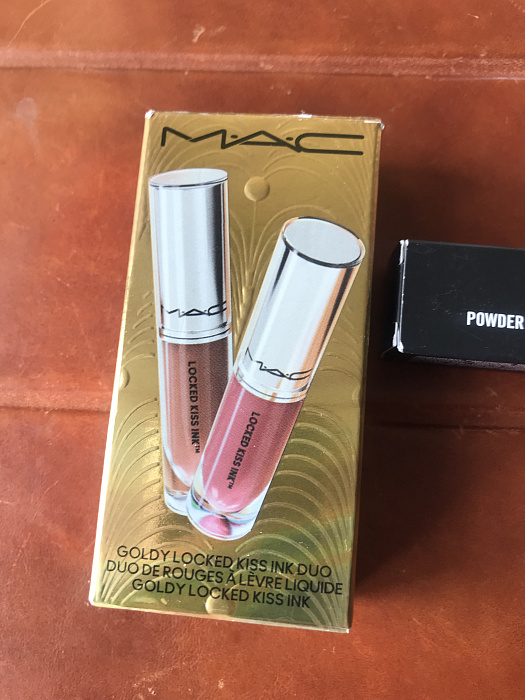 M·A·C
M·A·C
LOCKED KISS INK™
M·A·C
LOCKED KISS INK™
GOLDY LOCKED KISS INK DUO
DUO DE ROUGES À LÈVRE LIQUIDE
GOLDY LOCKED KISS INK
POWDER